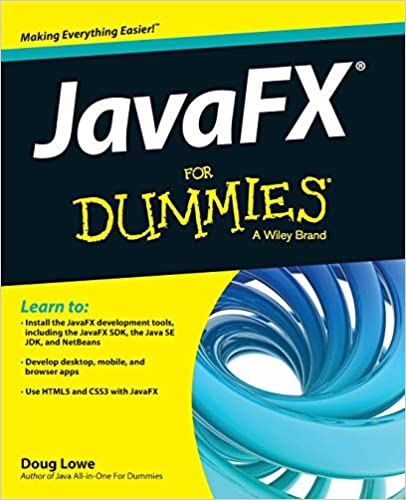 Making Everything Easier!™
JavaFX®
FOR
DUMMIES®
A Wiley Brand
Learn to:
• Install the JavaFX development tools,
including the JavaFX SDK, the Java SE
JDK, and NetBeans
• Develop desktop, mobile, and
browser apps
• Use HTML5 and CSS3 with JavaFX
Doug Lowe
Author of Java All-in-One For Dummies